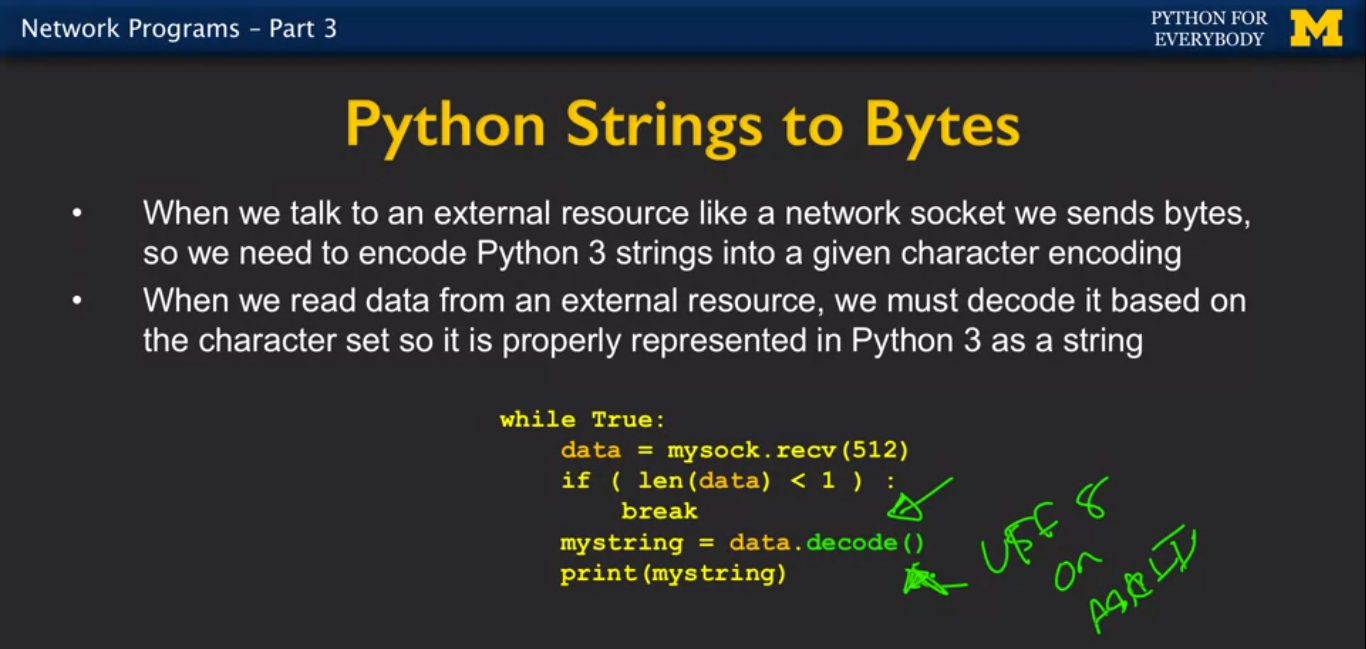 Network Programs – Part 3
PYTHON FOR
EVERYBODY
M
Python Strings to Bytes
• When we talk to an external resource like a network socket we sends bytes,
so we need to encode Python 3 strings into a given character encoding
• When we read data from an external resource, we must decode it based on
the character set so it is properly represented in Python 3 as a string
while True:
    data = mysock.recv(512)
    if ( len(data) < 1 ) :
        break
    mystring = data.decode()
    print(mystring)
UTF 8
or